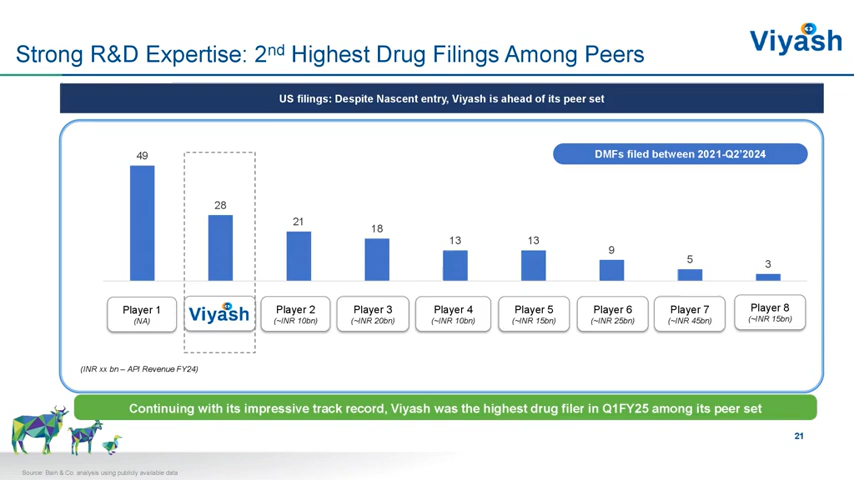 Viyash
Strong R&D Expertise: 2nd Highest Drug Filings Among Peers
US filings: Despite Nascent entry, Viyash is ahead of its peer set
DMFs filed between 2021-Q2'2024
49
28
21
18
13
13
9
5
3
Player 1
(NA)
Viyash
Player 2
(~INR 10bn)
Player 3
(~INR 20bn)
Player 4
(~INR 10bn)
Player 5
(~INR 15bn)
Player 6
(~INR 25bn)
Player 7
(~INR 45bn)
Player 8
(~INR 15bn)
(INR xx bn – API Revenue FY24)
Continuing with its impressive track record, Viyash was the highest drug filer in Q1FY25 among its peer set
21
Source: Bain & Co. analysis using publicly available data